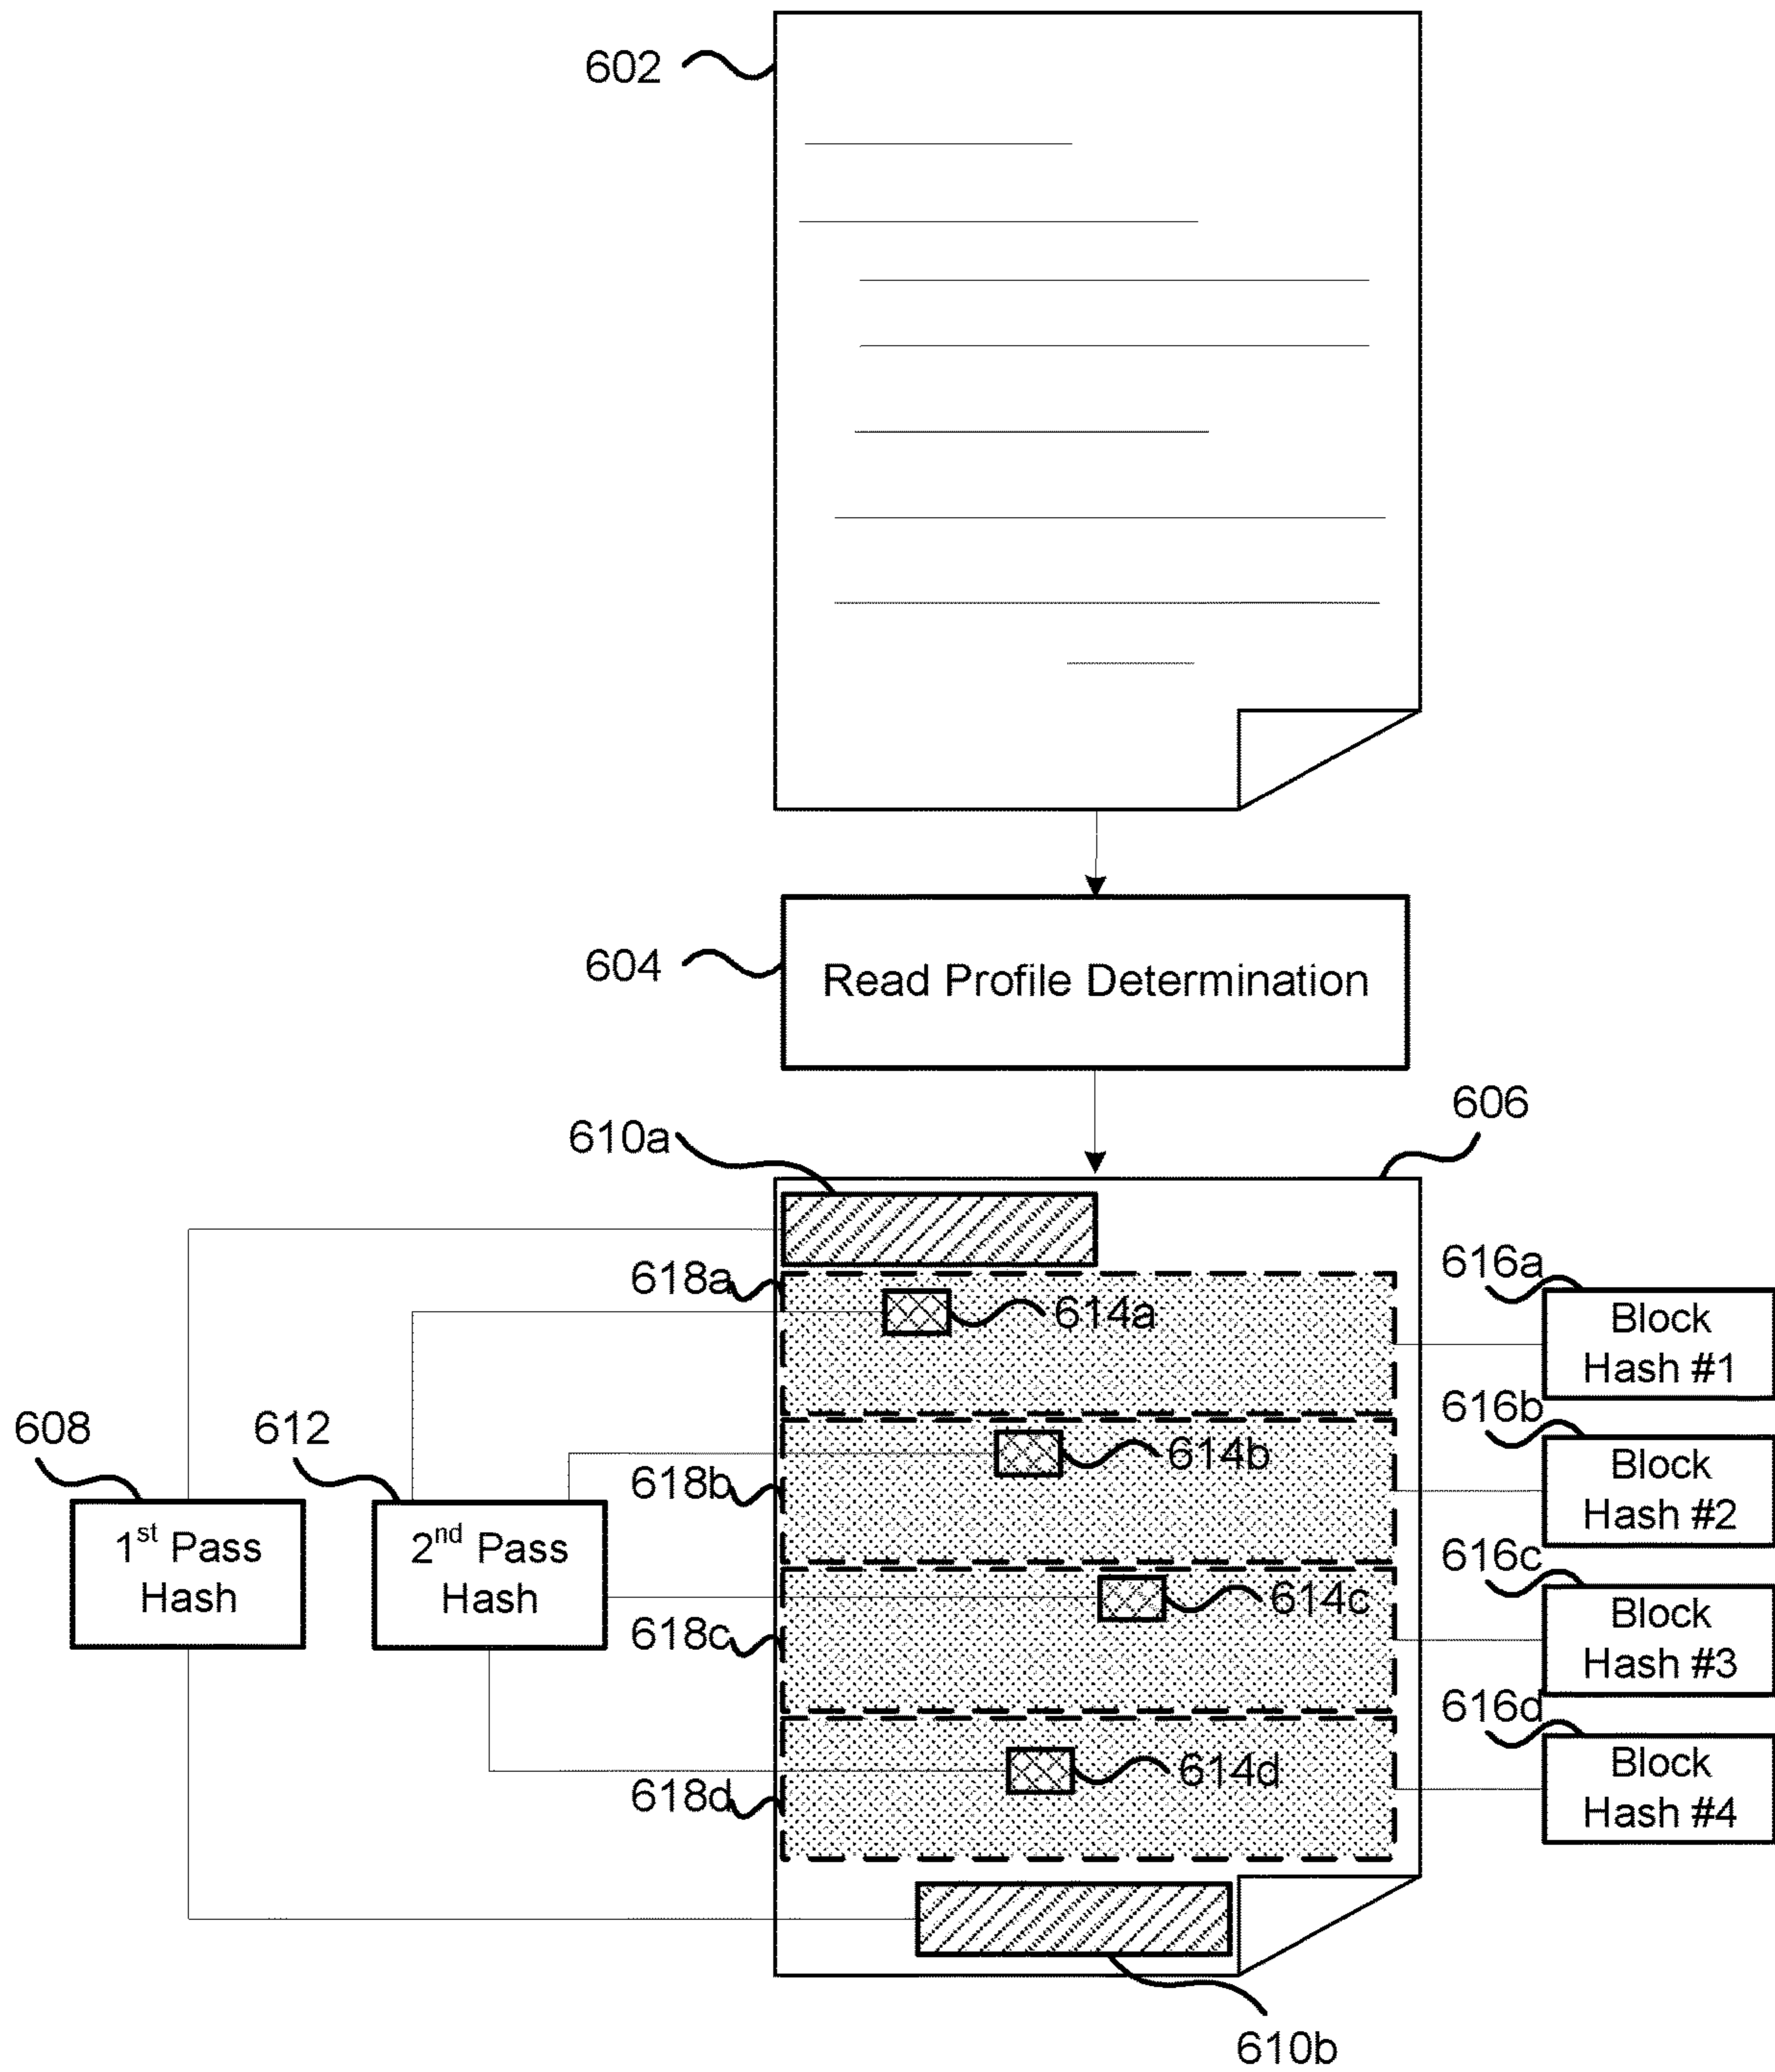 602
604
Read Profile Determination
606
610a
618a
614a
616a
Block
Hash #1
608
612
618b
614b
616b
Block
Hash #2
1st Pass
Hash
2nd Pass
Hash
618c
614c
616c
Block
Hash #3
618d
614d
616d
Block
Hash #4
610b